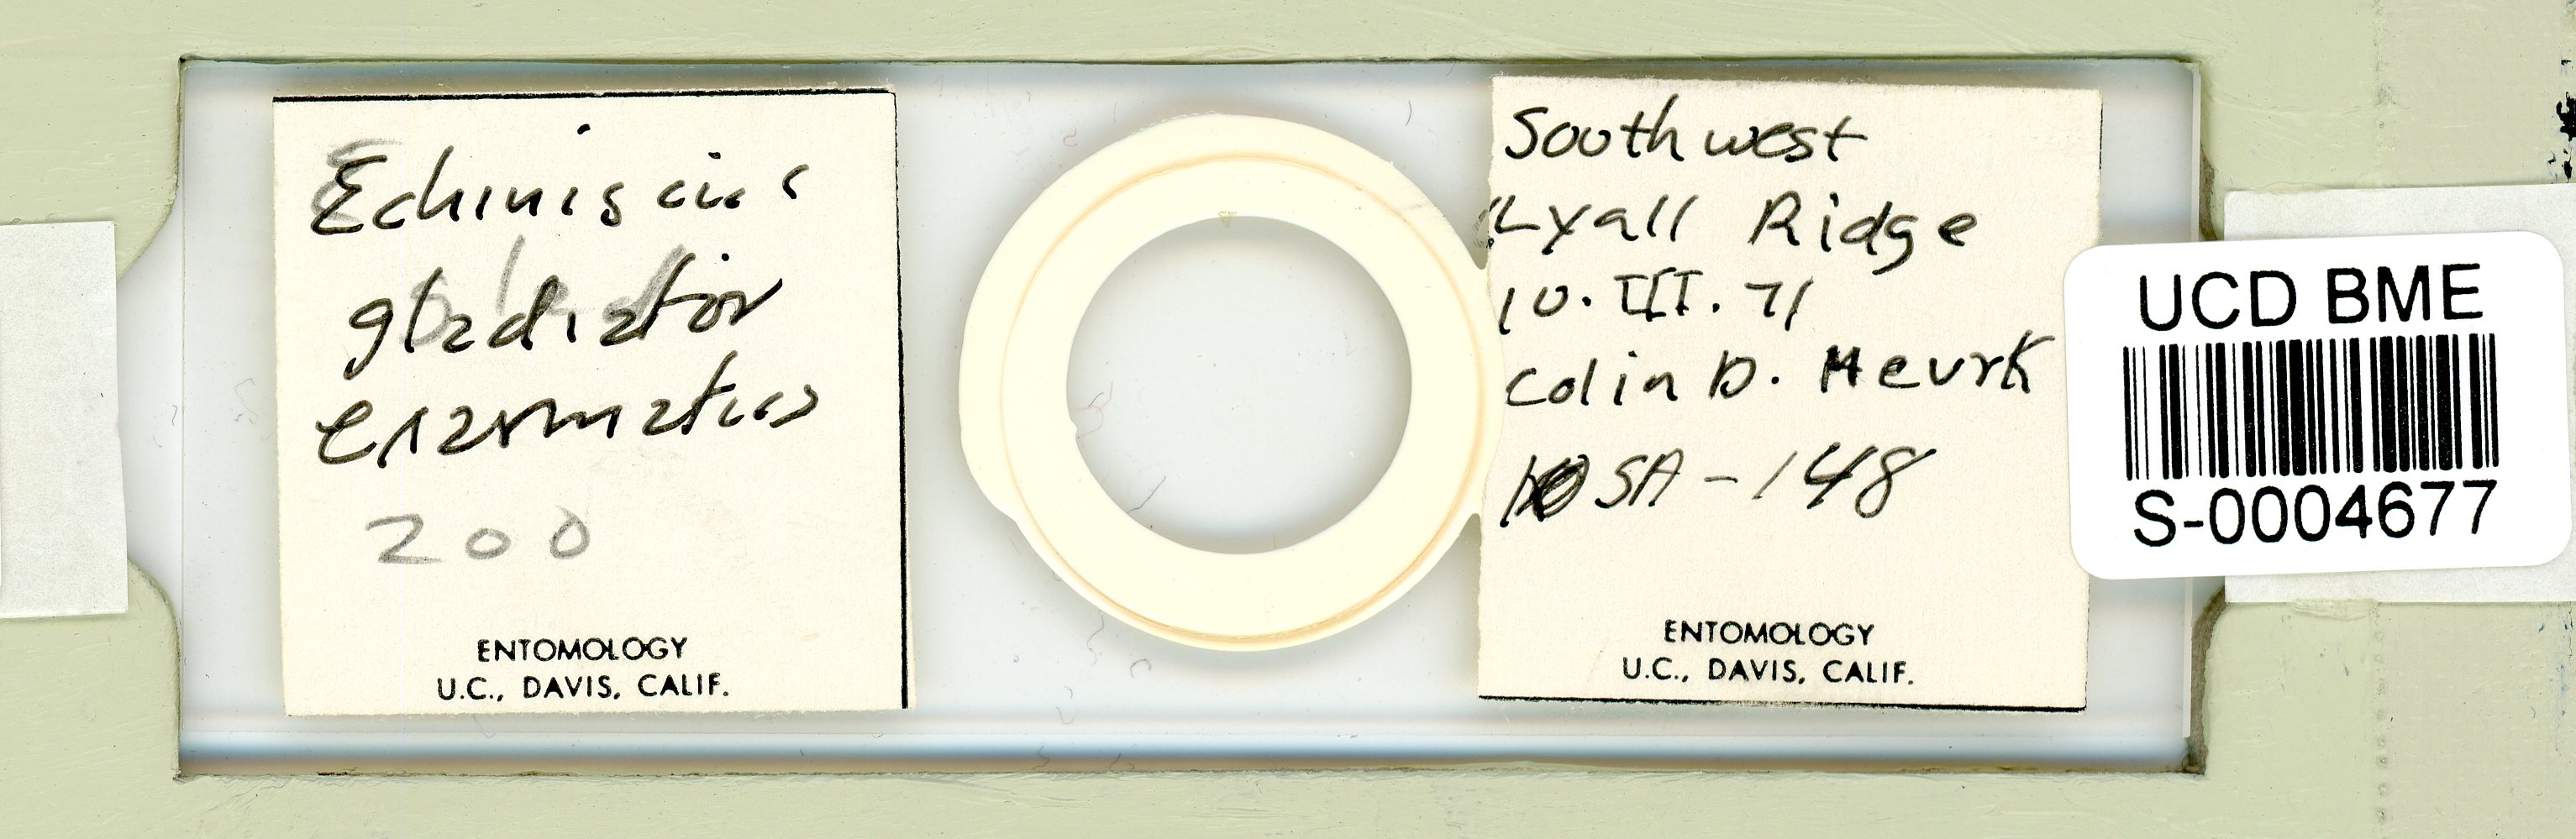 Echiniscus
gladiator
exarmatus
200
ENTOMOLOGY
U.C., DAVIS, CALIF.
Southwest
Lyall Ridge
10.III.71
Colin D. Meurk
SA-148
ENTOMOLOGY
U.C., DAVIS, CALIF.
UCD BME
S-0004677